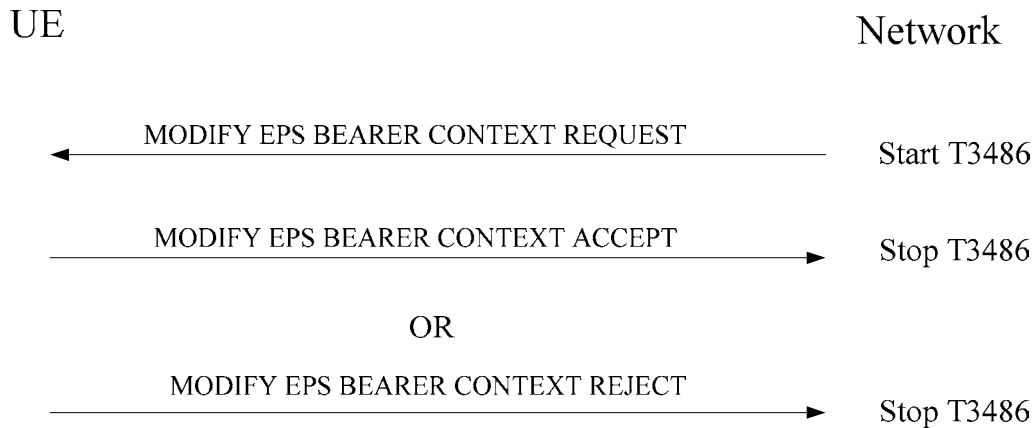 UE
Network
MODIFY EPS BEARER CONTEXT REQUEST
Start T3486
MODIFY EPS BEARER CONTEXT ACCEPT
Stop T3486
OR
MODIFY EPS BEARER CONTEXT REJECT
Stop T3486